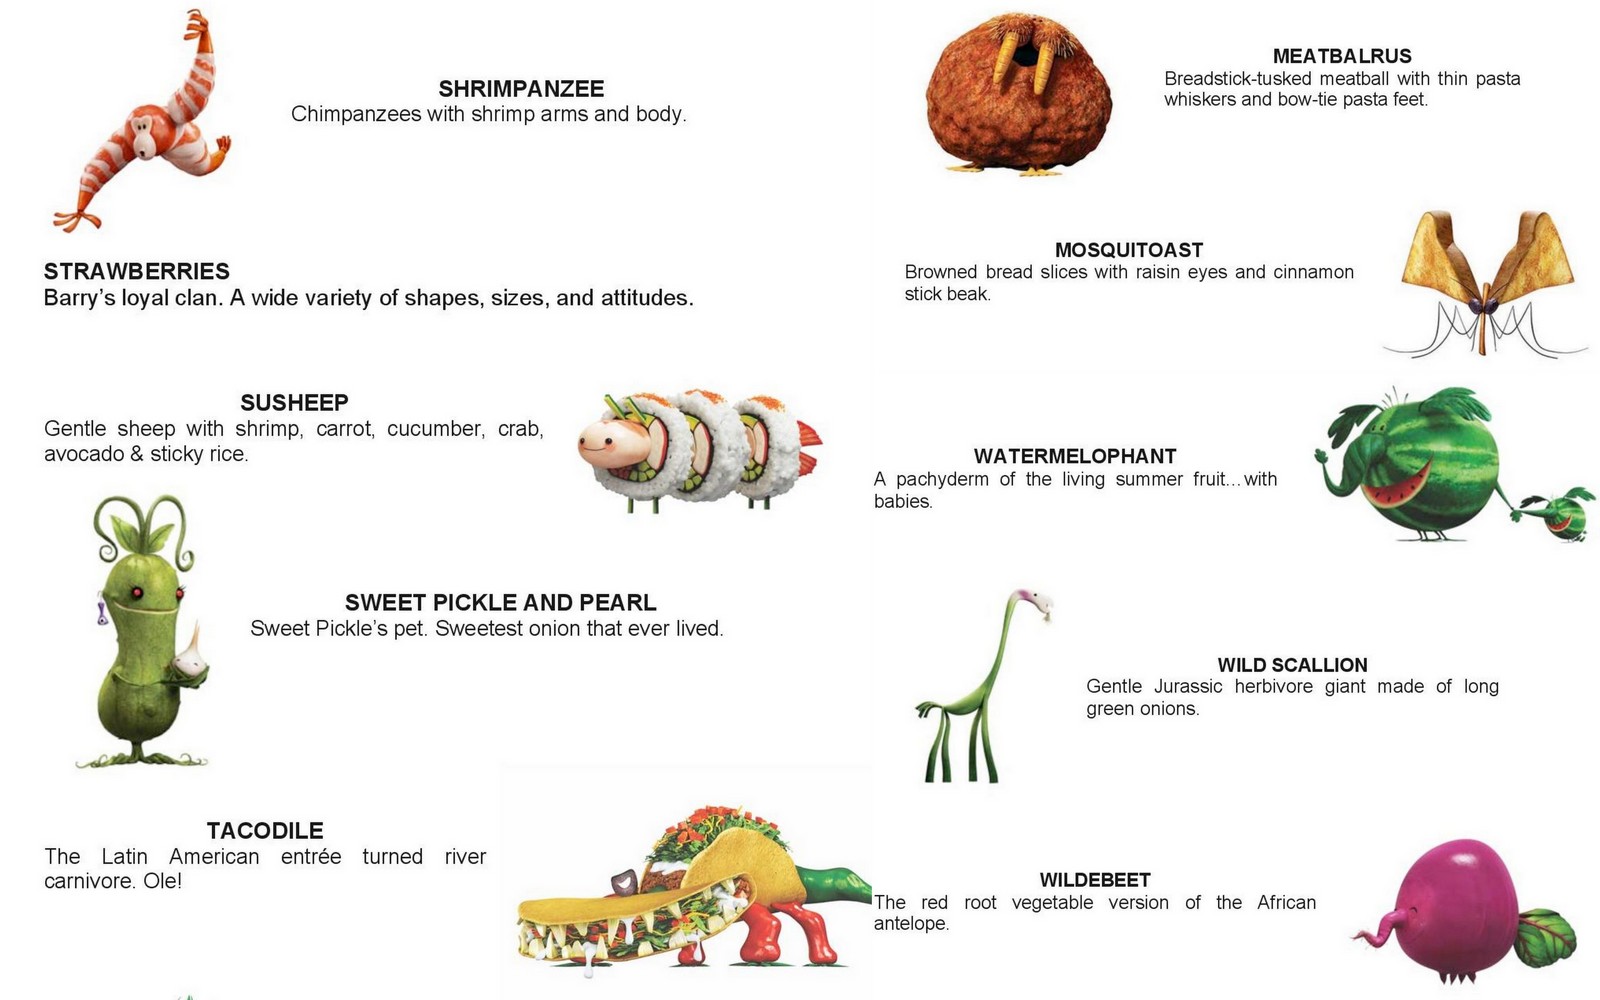 SHRIMPANZEE
Chimpanzees with shrimp arms and body.
STRAWBERRIES
Barry’s loyal clan. A wide variety of shapes, sizes, and attitudes.
SUSHEEP
Gentle sheep with shrimp, carrot, cucumber, crab,
avocado & sticky rice.
SWEET PICKLE AND PEARL
Sweet Pickle’s pet. Sweetest onion that ever lived.
TACODILE
The Latin American entrée turned river
carnivore. Ole!
MEATBALRUS
Breadstick-tusked meatball with thin pasta
whiskers and bow-tie pasta feet.
MOSQUITOAST
Browned bread slices with raisin eyes and cinnamon
stick beak.
WATERMELOPHANT
A pachyderm of the living summer fruit…with
babies.
WILD SCALLION
Gentle Jurassic herbivore giant made of long
green onions.
WILDEBEET
The red root vegetable version of the African
antelope.